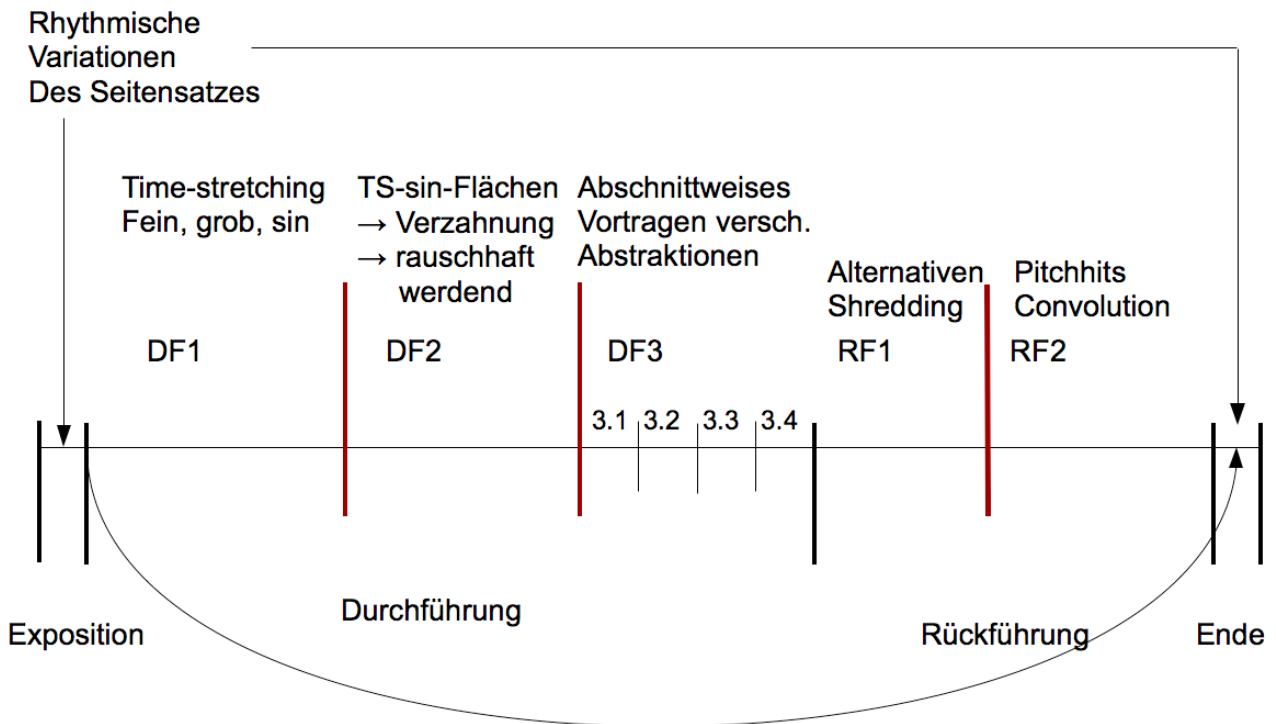 Rhythmische
Variationen
Des Seitensatzes
Time-stretching
Fein, grob, sin
TS-sin-Flächen
→ Verzahnung
→ rauschhaft
werdend
Abschnittweises
Vortragen versch.
Abstraktionen
Alternativen
Shredding
Pitchhits
Convolution
DF1
DF2
DF3
RF1
RF2
3.1
3.2
3.3
3.4
Exposition
Durchführung
Rückführung
Ende